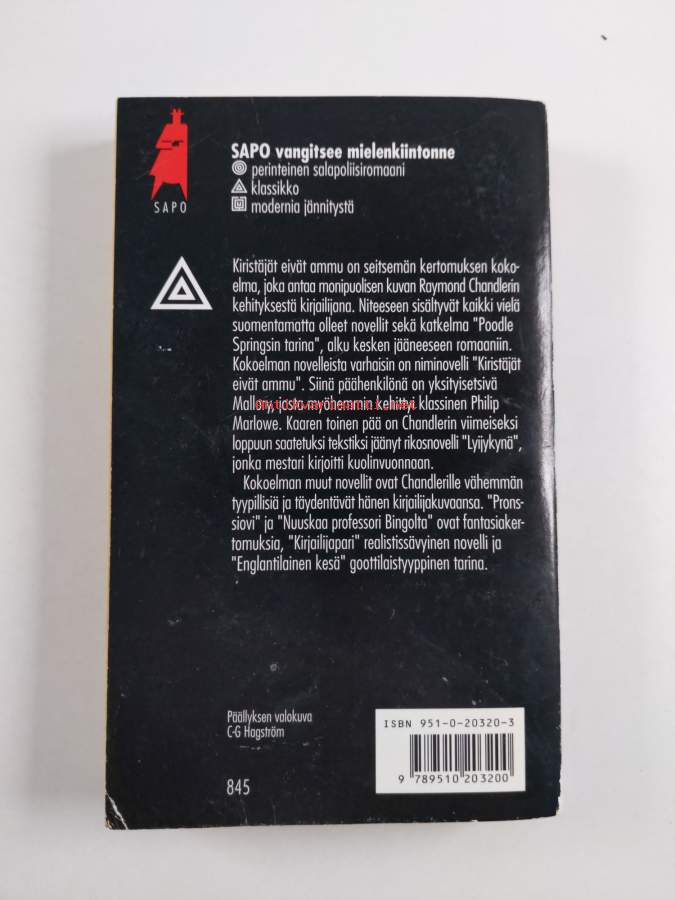 SAPO
SAPO vangitsee mielenkiintonne
perinteinen salapoliisiromaani
klassikko
modernia jännitystä
Kiristäjät eivät ammu on seitsemän kertomuksen koko-
elma, joka antaa monipuolisen kuvan Raymond Chandlerin
kehityksestä kirjailijana. Niteeseen sisältyvät kaikki vielä
suomentamatta olleet novellit sekä katkelma "Poodle
Springsin tarina", alku kesken jääneeseen romaaniin.
Kokoelman novelleista varhaisin on niminovelli "Kiristäjät
eivät ammu". Siinä päähenkilönä on yksityisetsivä
Mallory, josta myöhemmin kehittyi klassinen Philip
Marlowe. Kaaren toinen pää on Chandlerin viimeiseksi
loppuun saatetuksi tekstiksi jäänyt rikosnovelli "Lyijykynä",
jonka mestari kirjoitti kuolinvuonnaan.
Kokoelman muut novellit ovat Chandlerille vähemmän
tyypillisiä ja täydentävät hänen kirjailijakuvaansa. "Prons-
siovi" ja "Nuuskaa professori Bingolta" ovat fantasiaker-
tomuksia, "Kirjailijapari" realistissävyinen novelli ja
"Englantilainen kesä" goottilaistyyppinen tarina.
Päällyksen valokuva
C-G Hagström
845
ISBN 951-0-20320-3
9 789510 203200